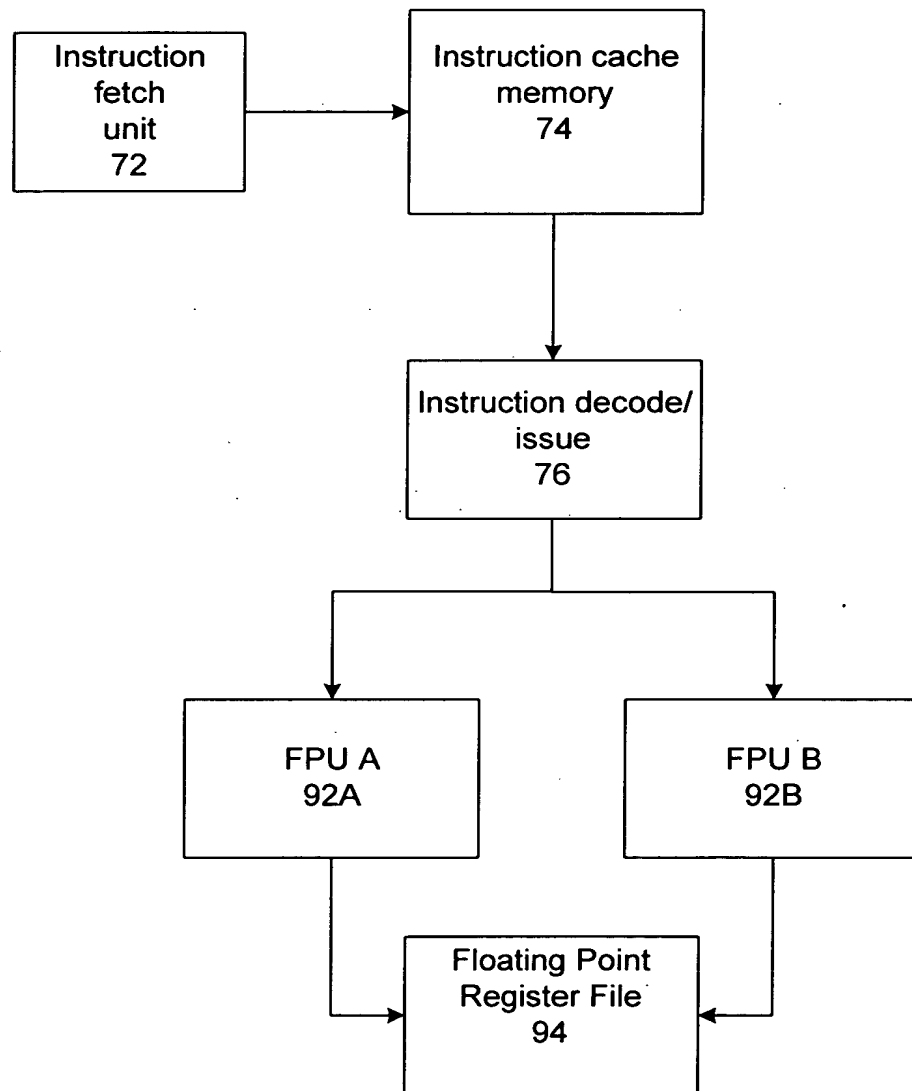 Instruction
fetch
unit
72
Instruction cache
memory
74
Instruction decode/
issue
76
FPU A
92A
FPU B
92B
Floating Point
Register File
94